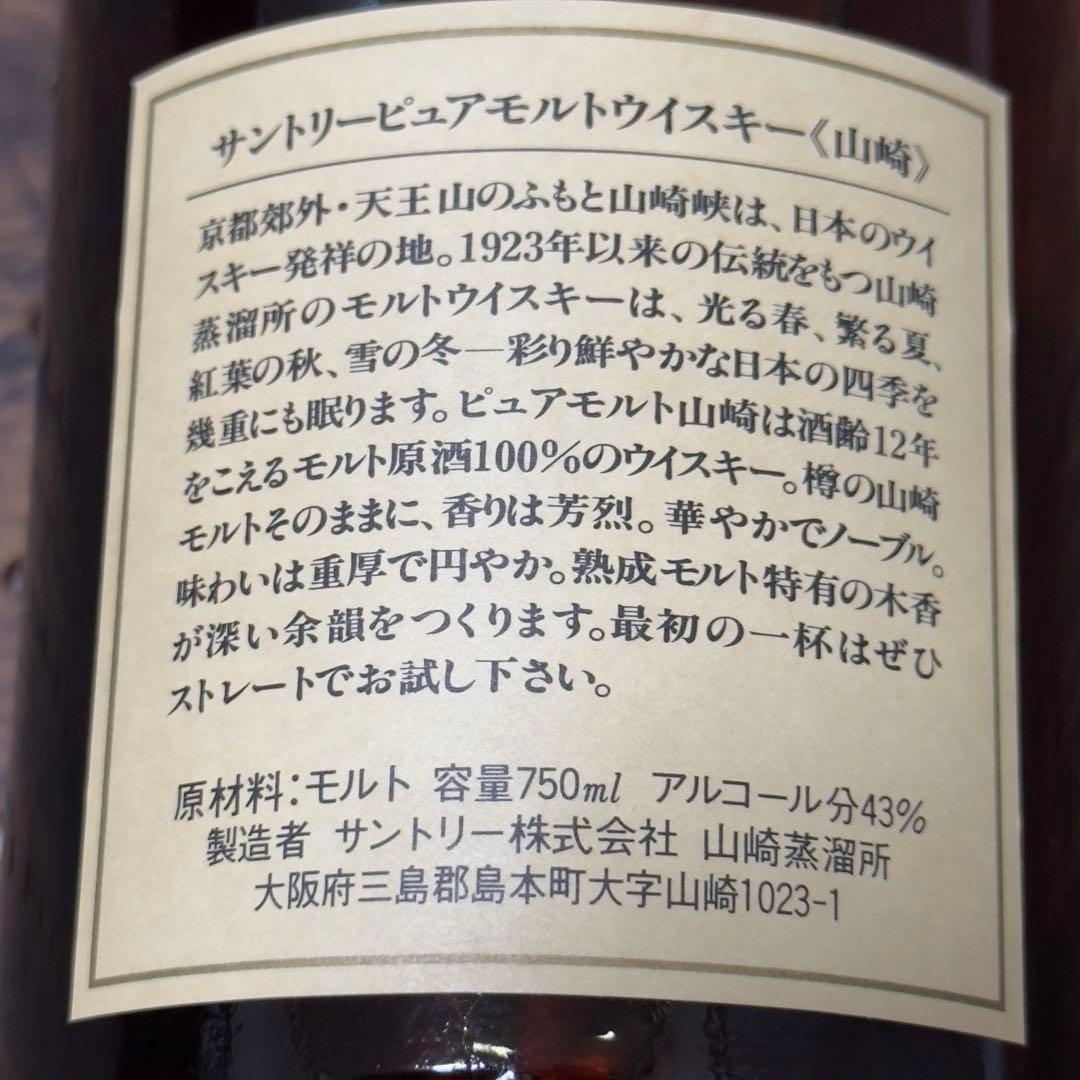 サントリーピュアモルトウイスキー《山崎》
京都郊外・天王山のふもと山崎峡は、日本のウイ
スキー発祥の地。1923年以来の伝統をもつ山崎
蒸溜所のモルトウイスキーは、光る春、繁る夏、
紅葉の秋、雪の冬―彩り鮮やかな日本の四季を
幾重にも眠ります。ピュアモルト山崎は酒齢12年
をこえるモルト原酒100%のウイスキー。樽の山崎
モルトそのままに、香りは芳烈。華やかでノーブル。
味わいは重厚で円やか。熟成モルト特有の木香
が深い余韻をつくります。最初の一杯はぜひ
ストレートでお試し下さい。
原材料:モルト 容量750ml アルコール分43%
製造者 サントリー株式会社 山崎蒸溜所
大阪府三島郡島本町大字山崎1023-1